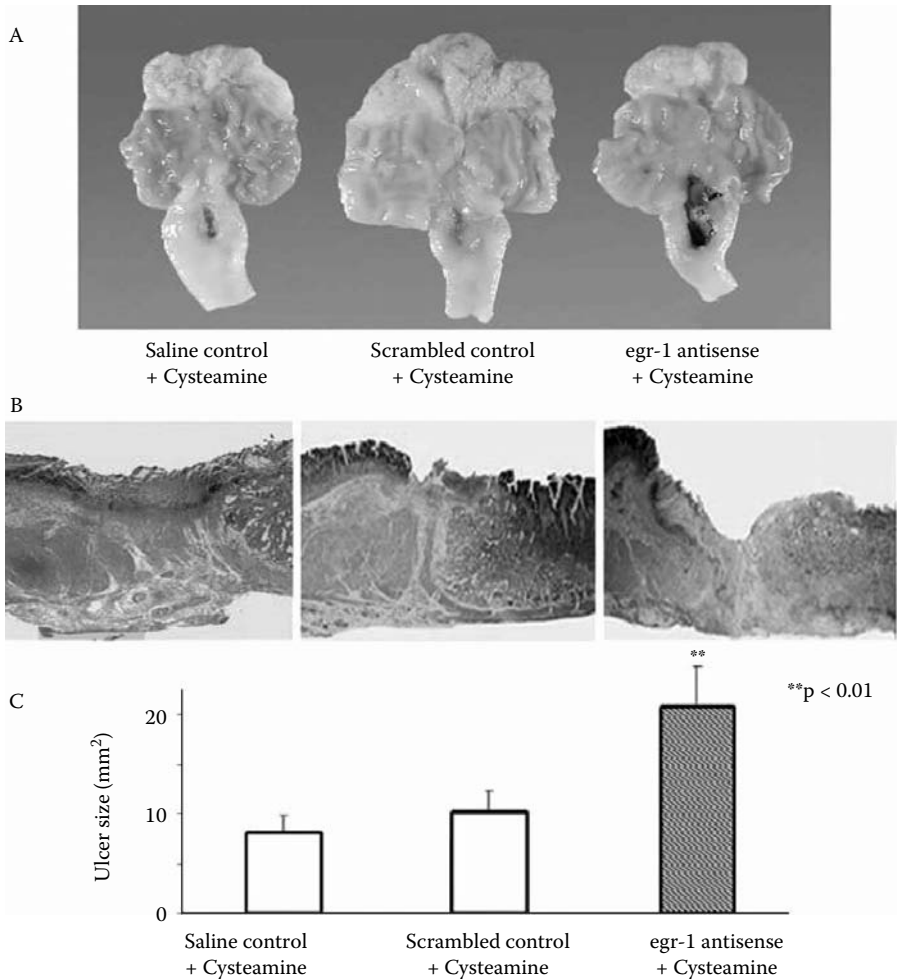 A
Saline control
+ Cysteamine
Scrambled control
+ Cysteamine
egr-1 antisense
+ Cysteamine
B
C
**
**p < 0.01
Ulcer size (mm²)
20
10
0
Saline control
+ Cysteamine
Scrambled control
+ Cysteamine
egr-1 antisense
+ Cysteamine